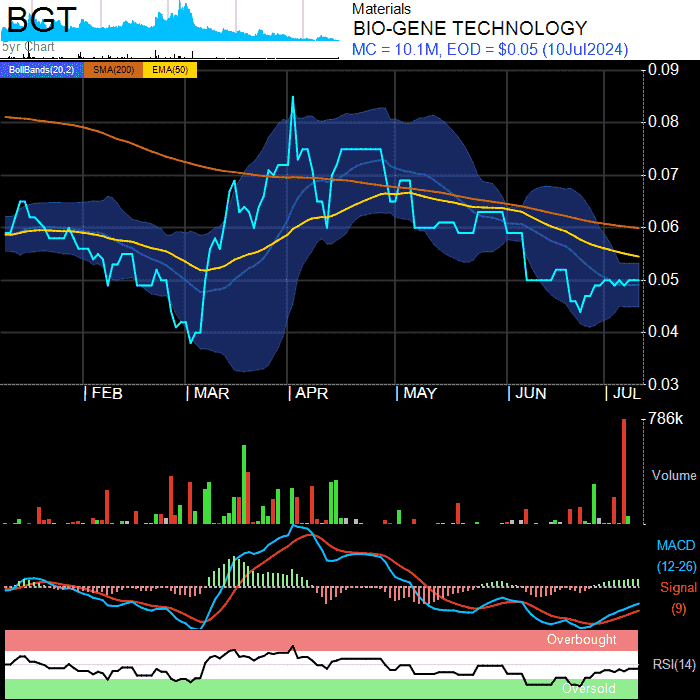 BGT
5yr Chart
Materials
BIO-GENE TECHNOLOGY
MC = 10.1M, EOD = $0.05 (10Jul2024)
BollBands(20,2) SMA(200) EMA(50)
0.09
0.08
0.07
0.06
0.05
0.04
0.03
FEB MAR APR MAY JUN JUL
786k
Volume
MACD
(12-26)
Signal
(9)
Overbought
RSI(14)
Oversold